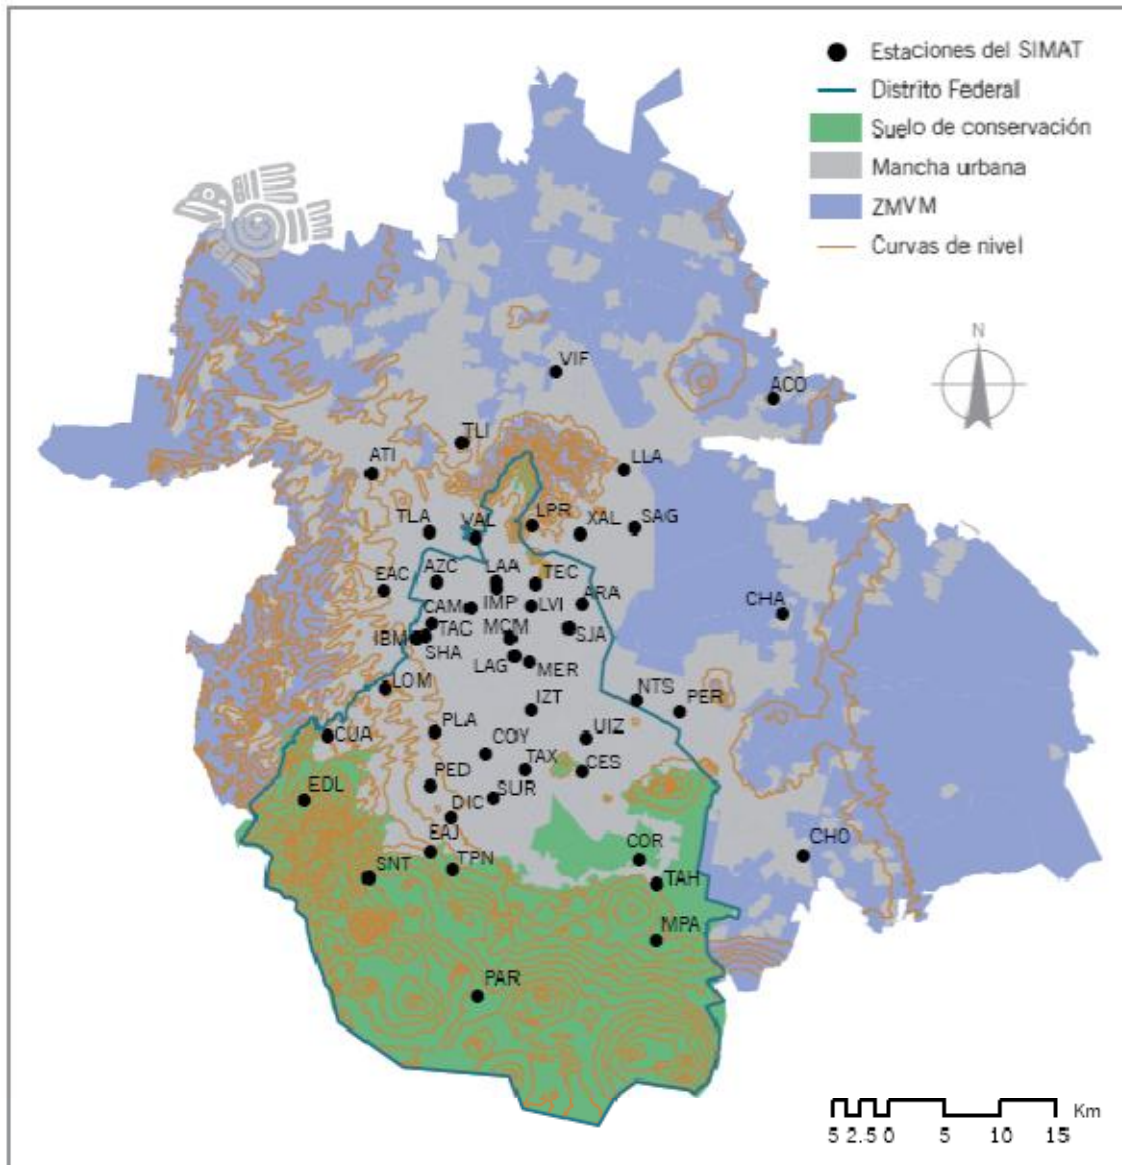 Estaciones del SIMAT
Distrito Federal
Suelo de conservación
Mancha urbana
ZMVM
Curvas de nivel
N
VIF
ACO
TLI
ATI
LLA
TLA
VAL
LPR
XAL
SAG
EAC
AZC
LAA
TEC
CAM
IMP
LVI
ARA
CHA
IBM
TAC
MCM
SJA
SHA
LAG
MER
LOM
IZT
NTS
PER
CUA
PLA
COY
UIZ
TAX
CES
EDL
PED
SUR
DIC
EAJ
TPN
COR
CHO
SNT
TAH
MPA
PAR
Km
5 2.5 0 5 10 15